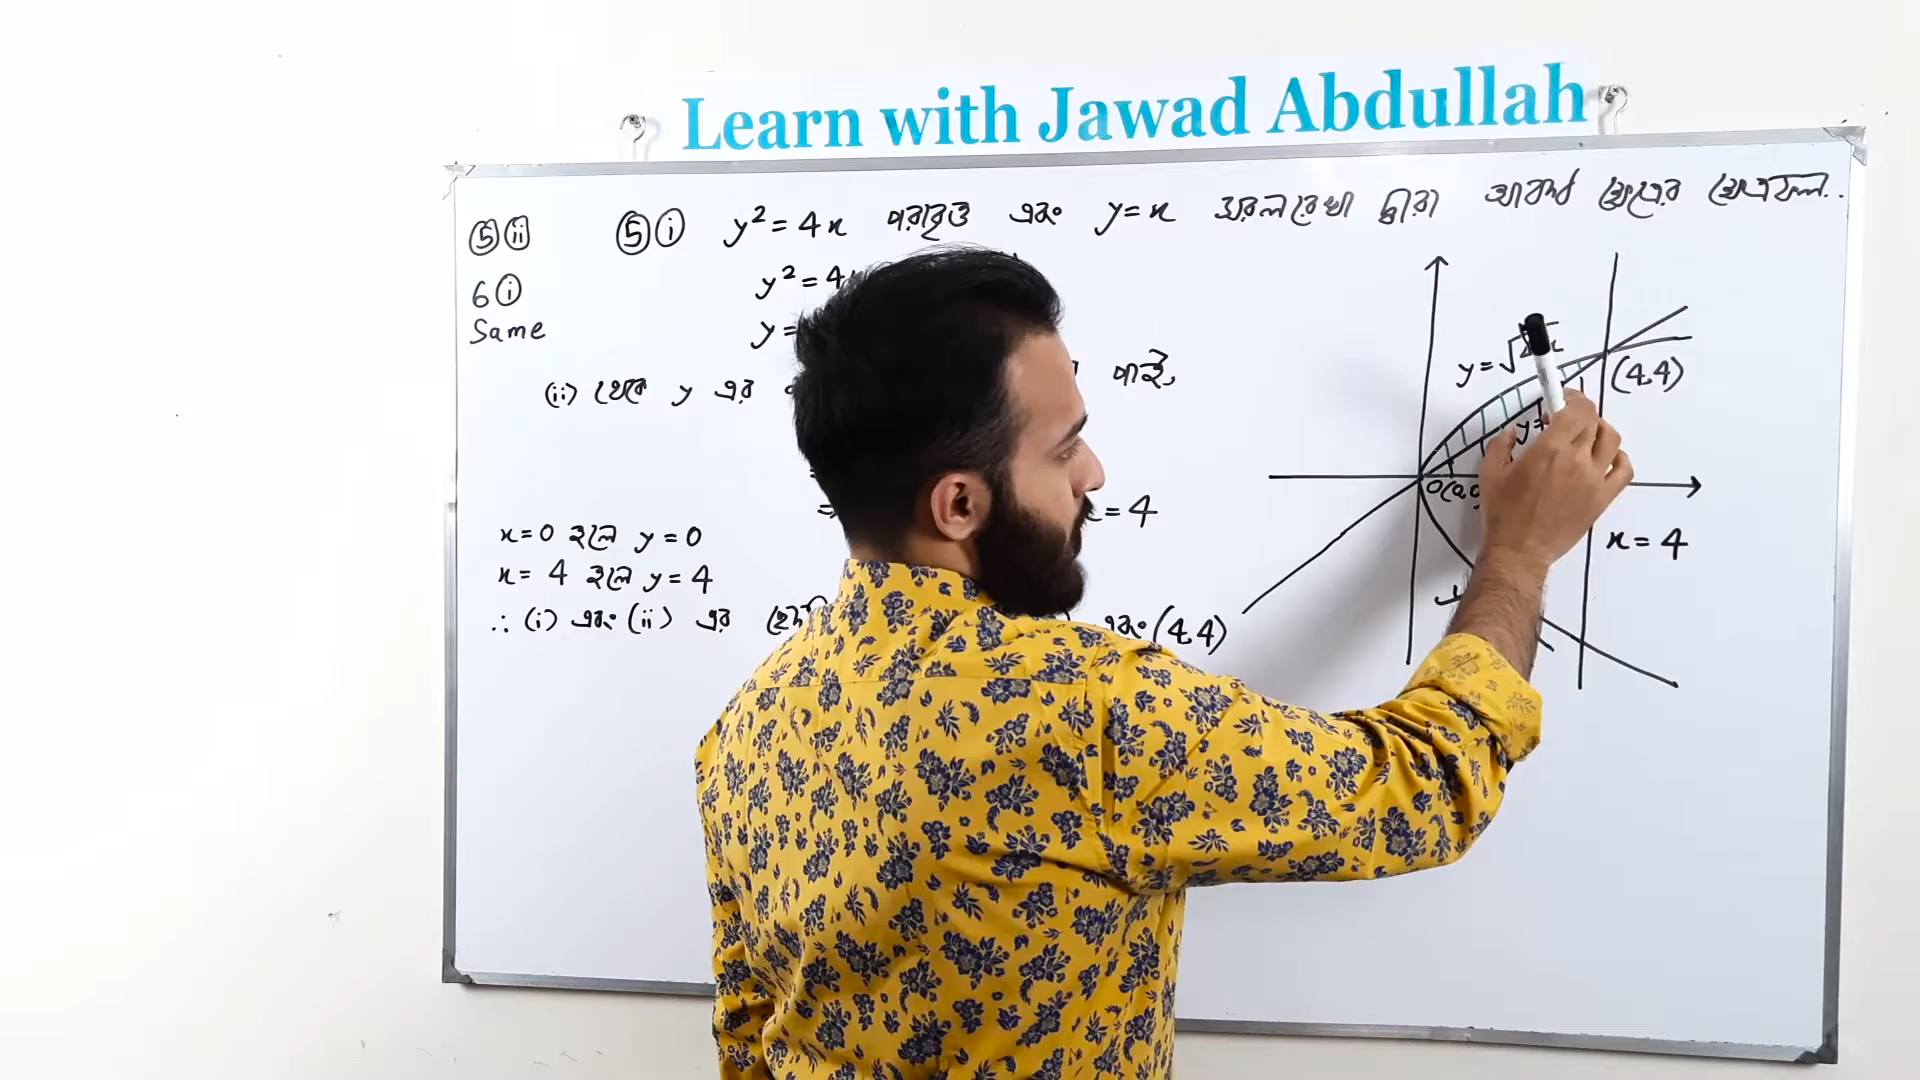 Learn with Jawad Abdullah
5 ii 5 i y² = 4x পরাবৃত্ত এবং y = x সরলরেখা দ্বারা আবদ্ধ ক্ষেত্রের ক্ষেত্রফল..
6 i
Same
y² = 4
y =
(ii) থেকে y এর পাই,
= 4
x = 0 হলে y = 0
x = 4 হলে y = 4
∴ (i) এবং (ii) এর এবং (4, 4)
y = √
(4, 4)
y =
O(0, 0
x = 4